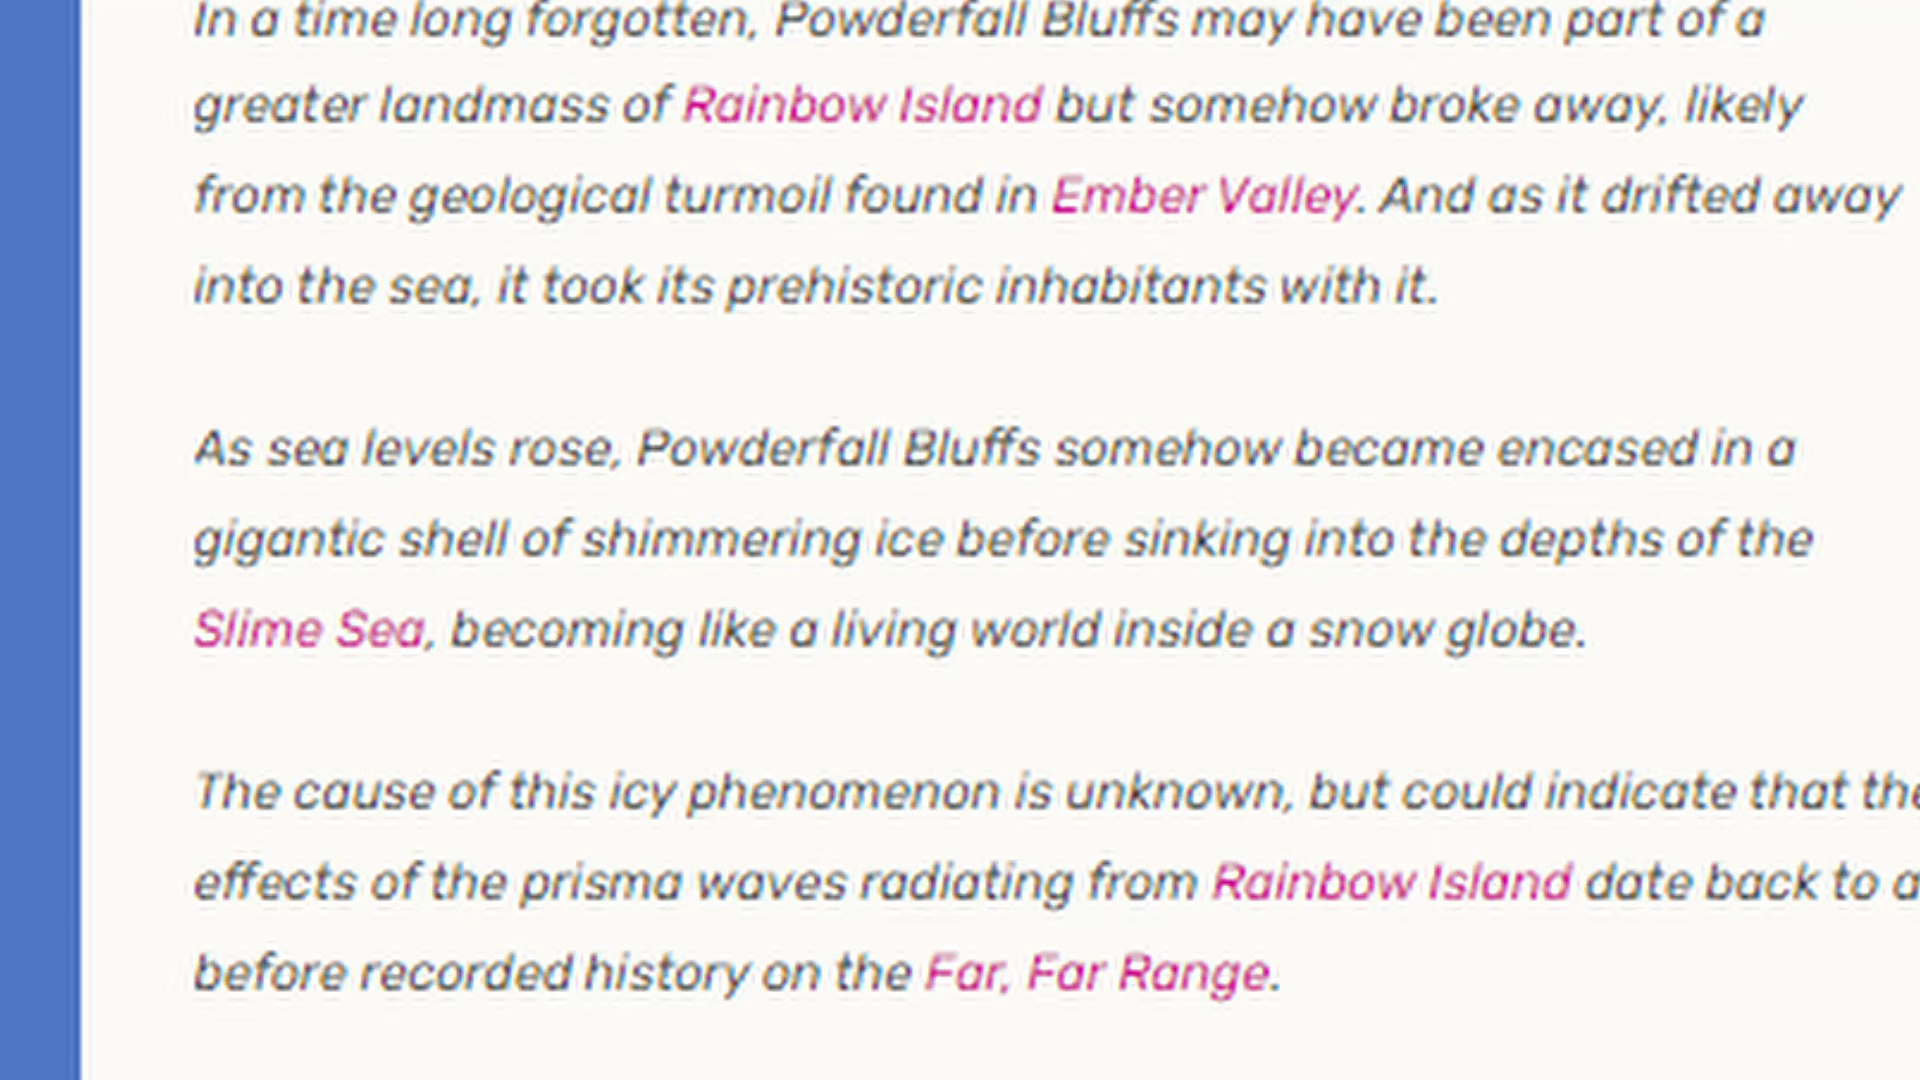 In a time long forgotten, Powderfall Bluffs may have been part of a
greater landmass of Rainbow Island but somehow broke away, likely
from the geological turmoil found in Ember Valley. And as it drifted away
into the sea, it took its prehistoric inhabitants with it.
As sea levels rose, Powderfall Bluffs somehow became encased in a
gigantic shell of shimmering ice before sinking into the depths of the
Slime Sea, becoming like a living world inside a snow globe.
The cause of this icy phenomenon is unknown, but could indicate that the
effects of the prisma waves radiating from Rainbow Island date back to
before recorded history on the Far, Far Range.